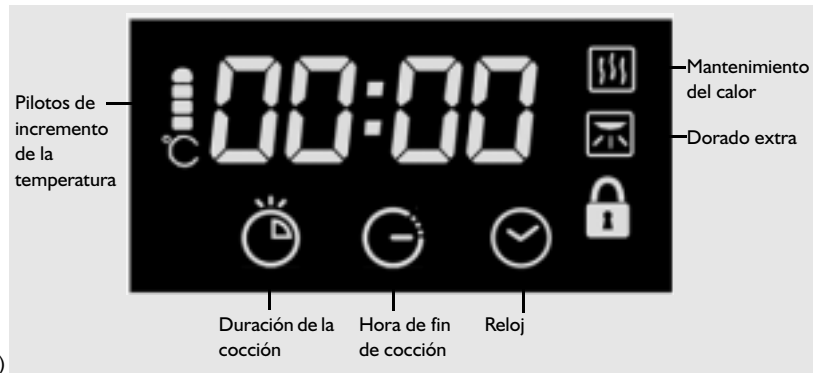 00:00
°C
Pilotos de
incremento
de la
temperatura
Mantenimiento
del calor
Dorado extra
Duración de la
cocción
Hora de fin
de cocción
Reloj
)